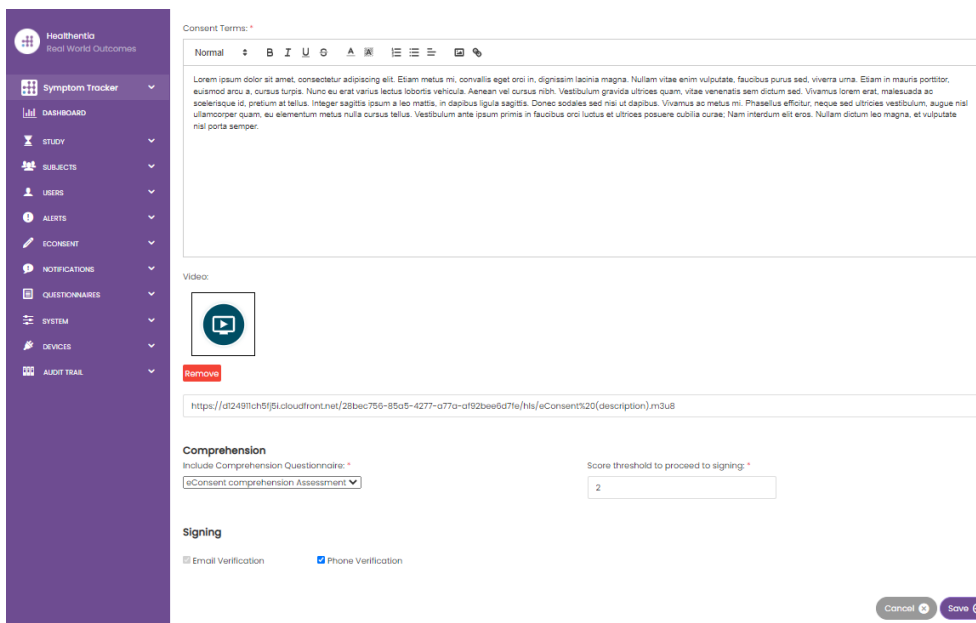 Healthentia
Real World Outcomes
Symptom Tracker
DASHBOARD
STUDY
SUBJECTS
USERS
ALERTS
ECONSENT
NOTIFICATIONS
QUESTIONNAIRES
SYSTEM
DEVICES
AUDIT TRAIL
Consent Terms: *
Normal B I U S A A
Lorem ipsum dolor sit amet, consectetur adipiscing elit. Etiam metus mi, convallis eget orci in, dignissim lacinia magna. Nullam vitae enim vulputate, faucibus purus sed, viverra urna. Etiam in mauris porttitor,
euismod arcu a, cursus turpis. Nunc eu erat varius lectus lobortis vehicula. Aenean vel cursus nibh. Vestibulum gravida ultrices quam, vitae venenatis sem dictum sed. Vivamus lorem erat, malesuada ac
scelerisque id, pretium at tellus. Integer sagittis ipsum a leo mattis, in dapibus ligula sagittis. Donec sodales sed nisi ut dapibus. Vivamus ac metus mi. Phasellus efficitur, neque sed ultricies vestibulum, augue nisl
ullamcorper quam, eu elementum metus nulla cursus tellus. Vestibulum ante ipsum primis in faucibus orci luctus et ultrices posuere cubilia curae; Nam interdum elit eros. Nullam dictum leo magna, et vulputate
nisl porta semper.
Video:
Remove
https://d124911ch5fj5i.cloudfront.net/28bec756-85a5-4277-a77a-af92bee6d7fe/hls/eConsent%20(description).m3u8
Comprehension
Include Comprehension Questionnaire: *
eConsent comprehension Assessment
Score threshold to proceed to signing: *
2
Signing
Email Verification
Phone Verification
Cancel
Save